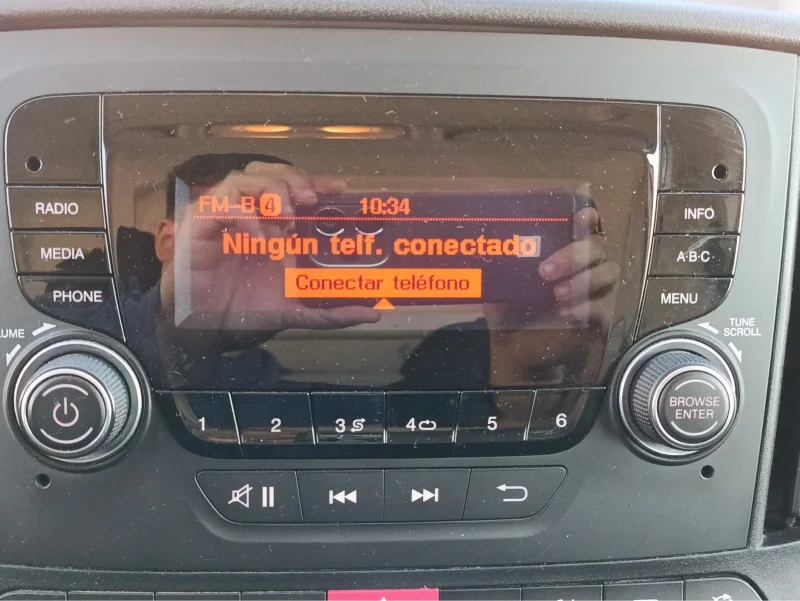 FM-B 4 10:34
Ningún telf. conectado
Conectar teléfono
RADIO
MEDIA
PHONE
INFO
A·B·C
MENU
VOLUME
TUNE
SCROLL
BROWSE
ENTER
1 2 3 4 5 6